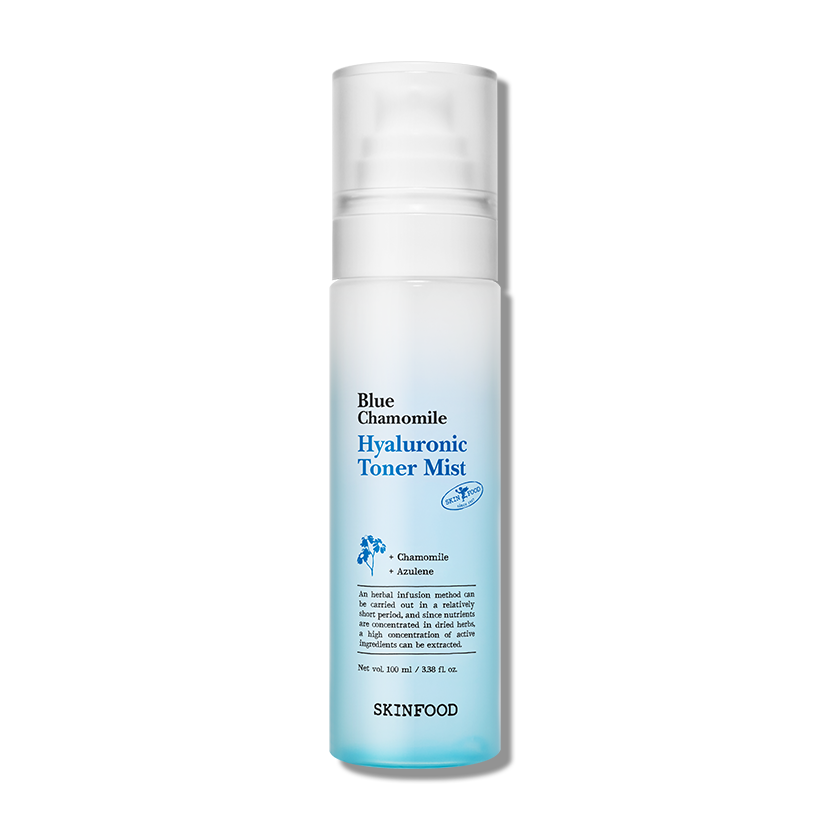 Blue
Chamomile
Hyaluronic
Toner Mist
SKIN FOOD
+ Chamomile
+ Azulene
An herbal infusion method can
be carried out in a relatively
short period, and since nutrients
are concentrated in dried herbs,
a high concentration of active
ingredients can be extracted.
Net vol. 100 ml / 3.38 fl. oz.
SKINFOOD